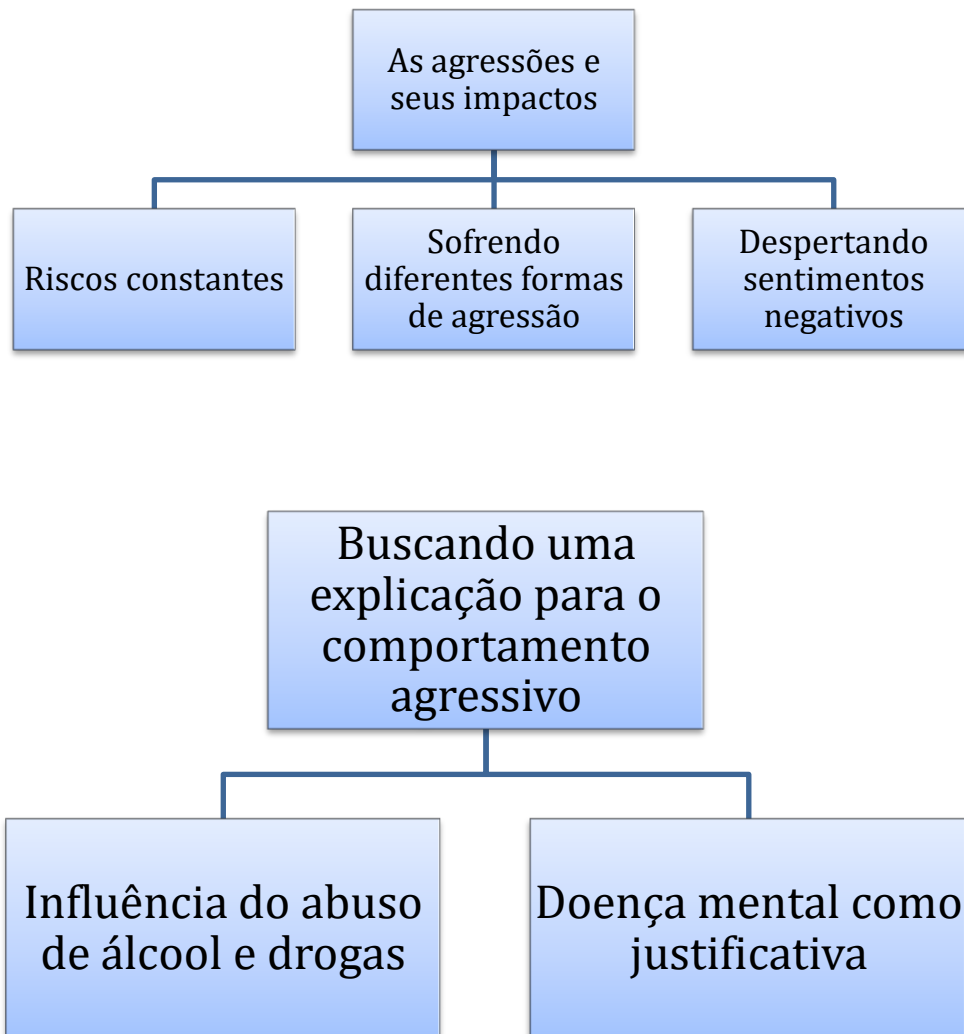 As agressões e
seus impactos
Riscos constantes
Sofrendo
diferentes formas
de agressão
Despertando
sentimentos
negativos
Buscando uma
explicação para o
comportamento
agressivo
Influência do abuso
de álcool e drogas
Doença mental como
justificativa